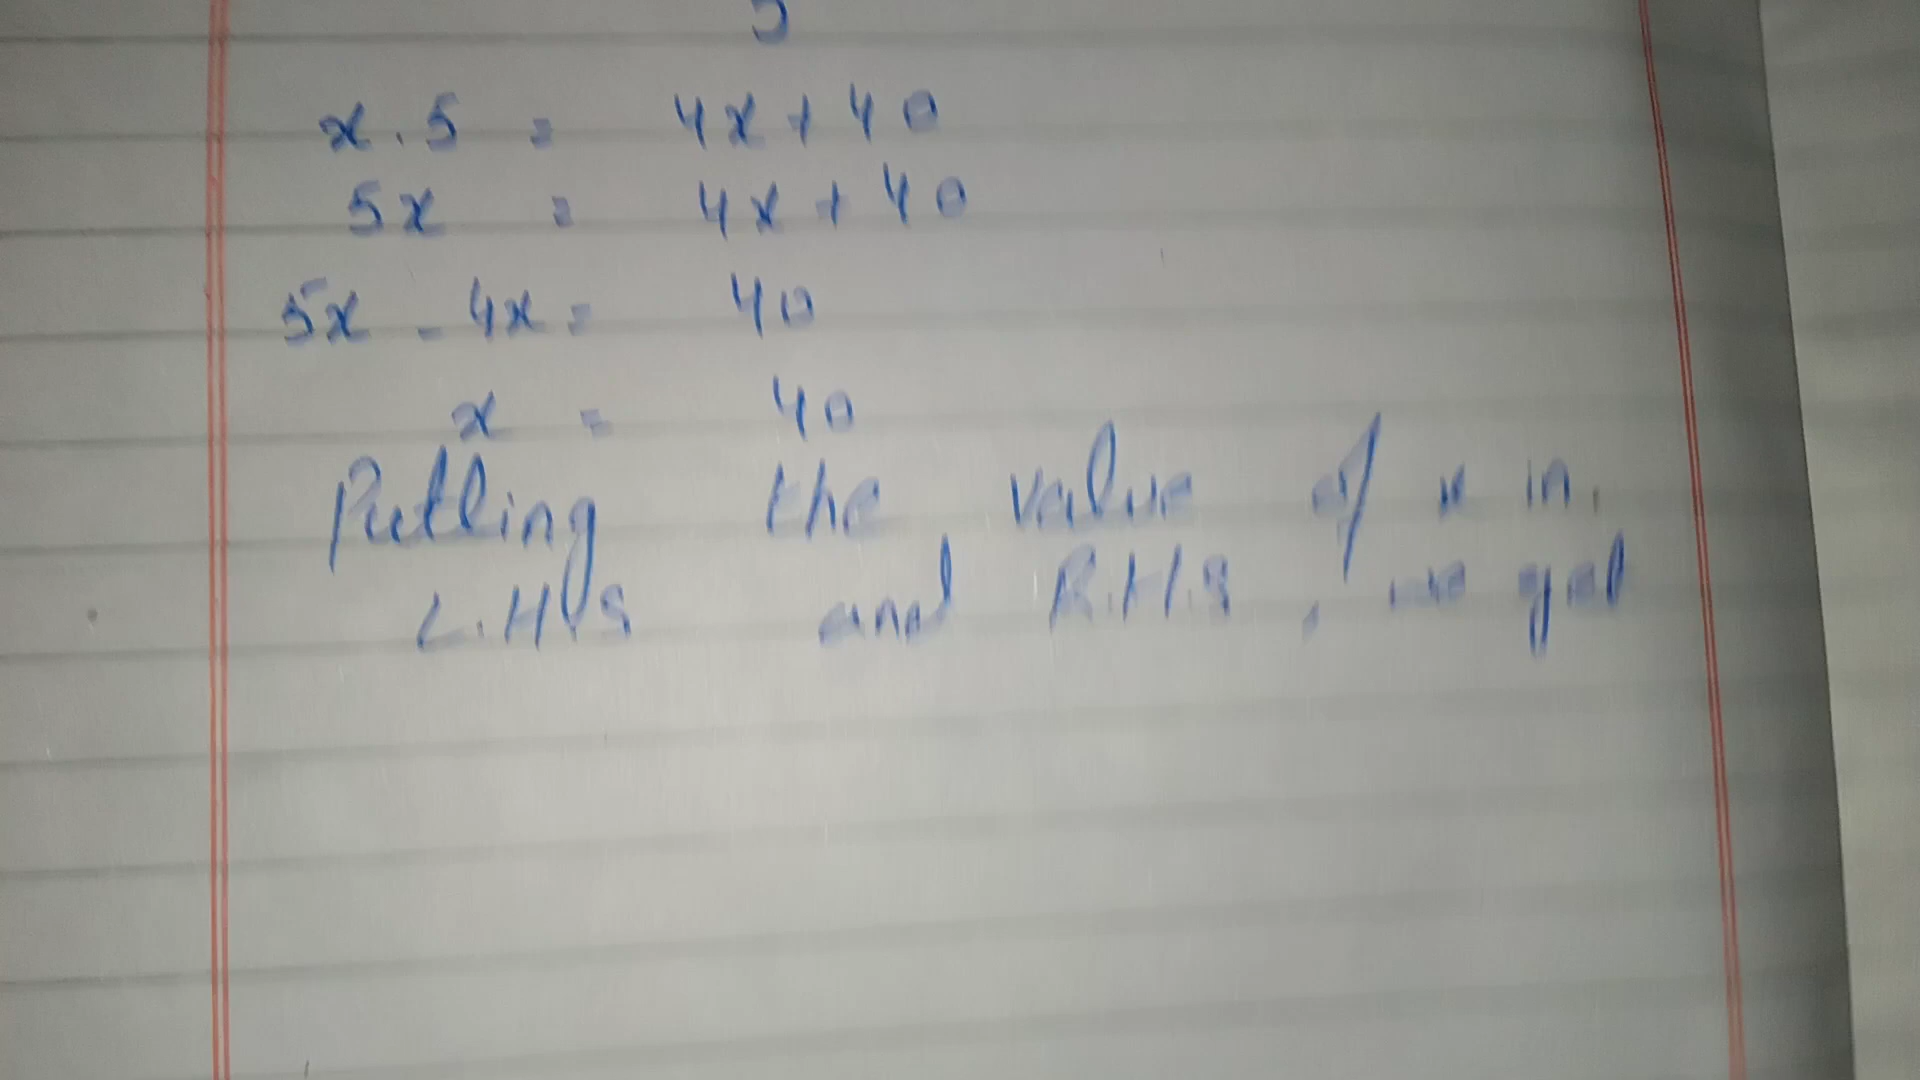 x . 5 = 4x + 40
5x = 4x + 40
5x - 4x = 40
x = 40
Putting the value of x in
L.H.S and R.H.S , we get